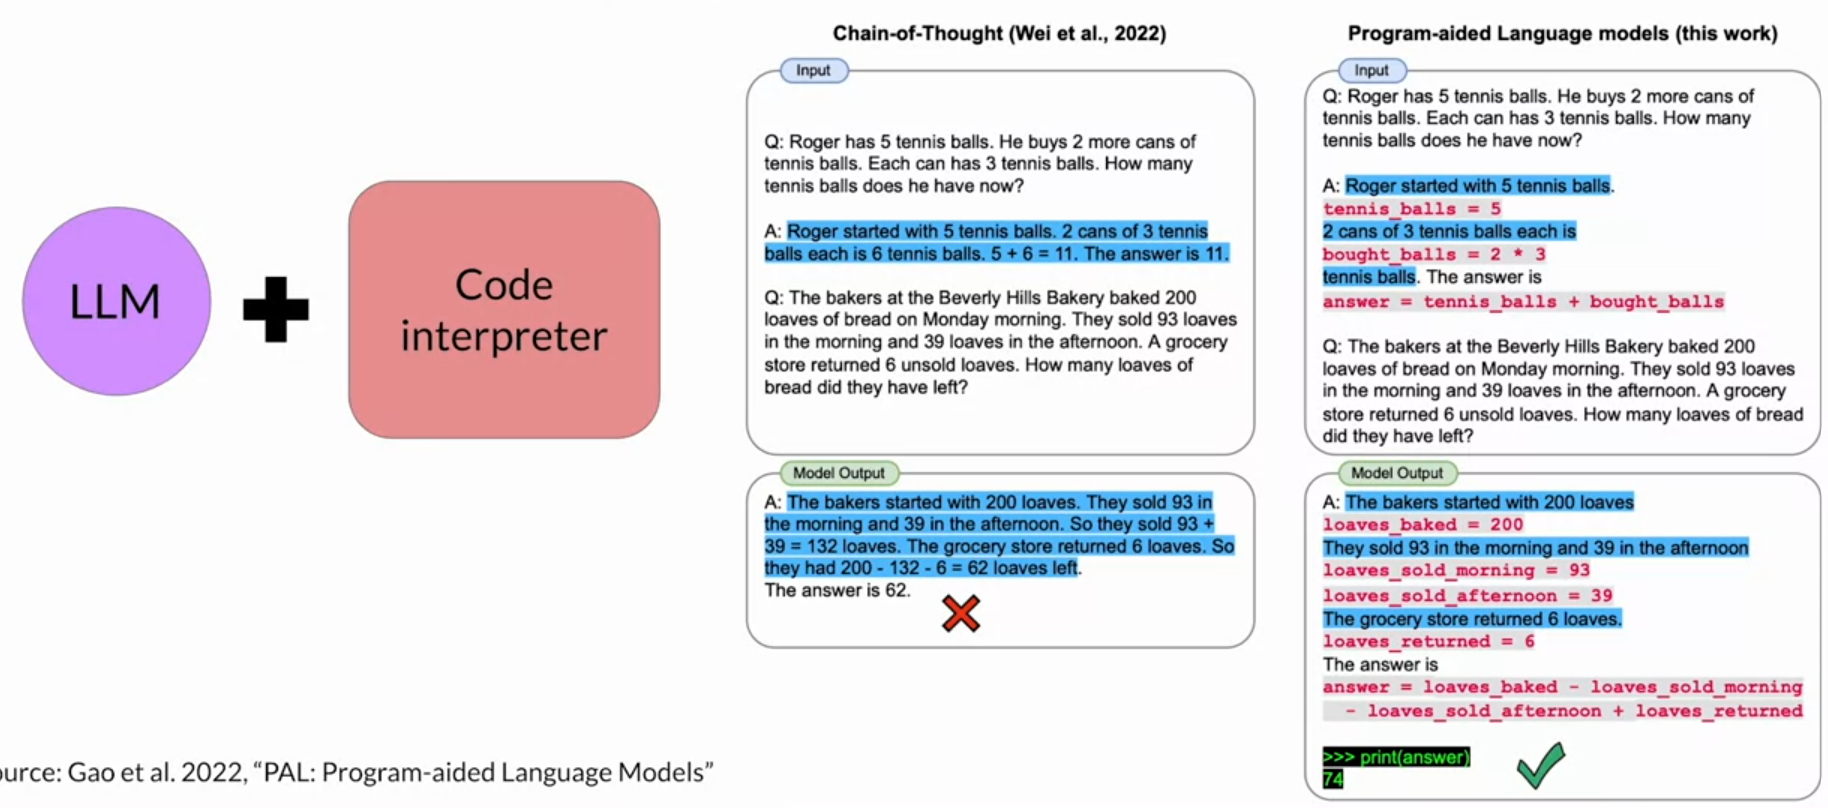 LLM
Code
interpreter
Chain-of-Thought (Wei et al., 2022)
Input
Q: Roger has 5 tennis balls. He buys 2 more cans of
tennis balls. Each can has 3 tennis balls. How many
tennis balls does he have now?
A: Roger started with 5 tennis balls. 2 cans of 3 tennis
balls each is 6 tennis balls. 5 + 6 = 11. The answer is 11.
Q: The bakers at the Beverly Hills Bakery baked 200
loaves of bread on Monday morning. They sold 93 loaves
in the morning and 39 loaves in the afternoon. A grocery
store returned 6 unsold loaves. How many loaves of
bread did they have left?
Model Output
A: The bakers started with 200 loaves. They sold 93 in
the morning and 39 in the afternoon. So they sold 93 +
39 = 132 loaves. The grocery store returned 6 loaves. So
they had 200 - 132 - 6 = 62 loaves left.
The answer is 62.
Program-aided Language models (this work)
Input
Q: Roger has 5 tennis balls. He buys 2 more cans of
tennis balls. Each can has 3 tennis balls. How many
tennis balls does he have now?
A: Roger started with 5 tennis balls.
tennis_balls = 5
2 cans of 3 tennis balls each is
bought_balls = 2 * 3
tennis balls. The answer is
answer = tennis_balls + bought_balls
Q: The bakers at the Beverly Hills Bakery baked 200
loaves of bread on Monday morning. They sold 93 loaves
in the morning and 39 loaves in the afternoon. A grocery
store returned 6 unsold loaves. How many loaves of bread
did they have left?
Model Output
A: The bakers started with 200 loaves
loaves_baked = 200
They sold 93 in the morning and 39 in the afternoon
loaves_sold_morning = 93
loaves_sold_afternoon = 39
The grocery store returned 6 loaves.
loaves_returned = 6
The answer is
answer = loaves_baked - loaves_sold_morning
- loaves_sold_afternoon + loaves_returned
>>> print(answer)
74
ource: Gao et al. 2022, “PAL: Program-aided Language Models”